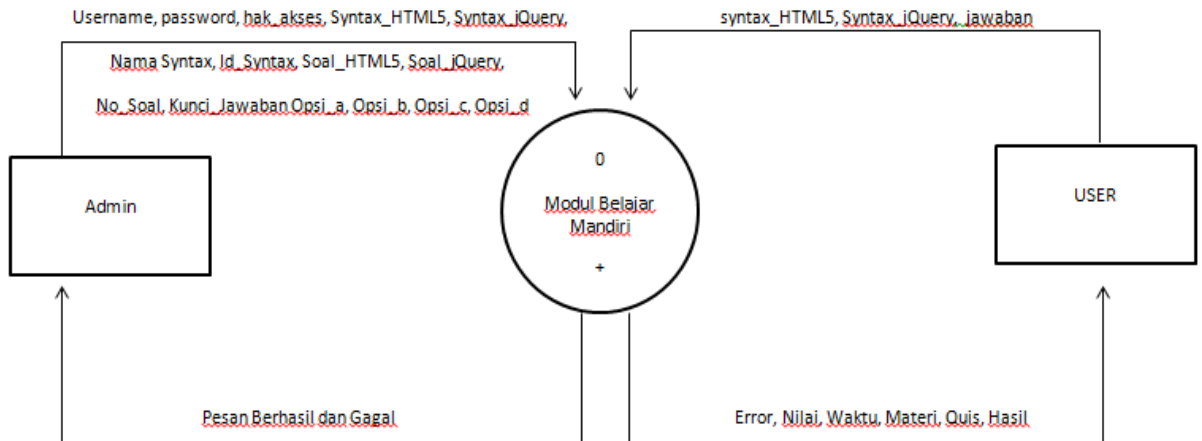 Username, password, hak_akses, Syntax_HTML5, Syntax_jQuery,
Nama Syntax, Id_Syntax, Soal_HTML5, Soal_jQuery,
No_Soal, Kunci_Jawaban Opsi_a, Opsi_b, Opsi_c, Opsi_d
syntax_HTML5, Syntax_jQuery, jawaban
Admin
0
Modul Belajar
Mandiri
+
USER
Pesan Berhasil dan Gagal
Error, Nilai, Waktu, Materi, Quis, Hasil